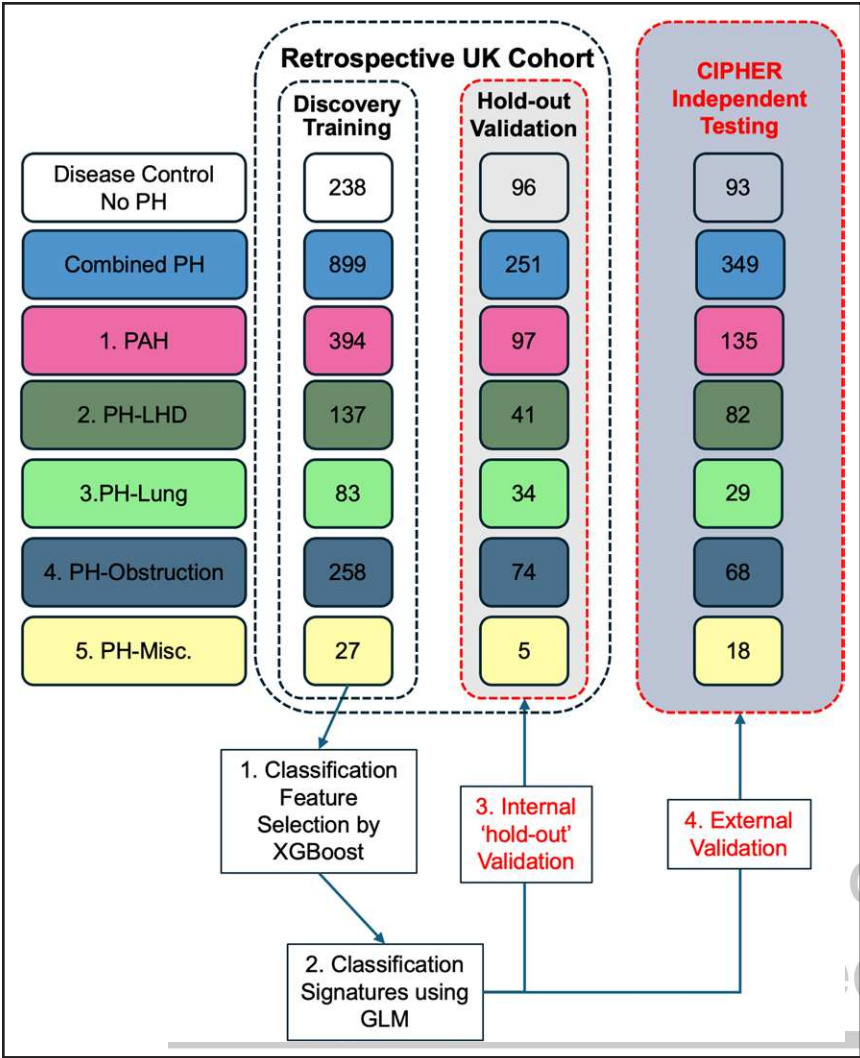 Retrospective UK Cohort
Discovery
Training
Hold-out
Validation
CIPHER
Independent
Testing
Disease Control
No PH
238
96
93
Combined PH
899
251
349
1. PAH
394
97
135
2. PH-LHD
137
41
82
3.PH-Lung
83
34
29
4. PH-Obstruction
258
74
68
5. PH-Misc.
27
5
18
1. Classification
Feature
Selection by
XGBoost
3. Internal
‘hold-out’
Validation
4. External
Validation
2. Classification
Signatures using
GLM